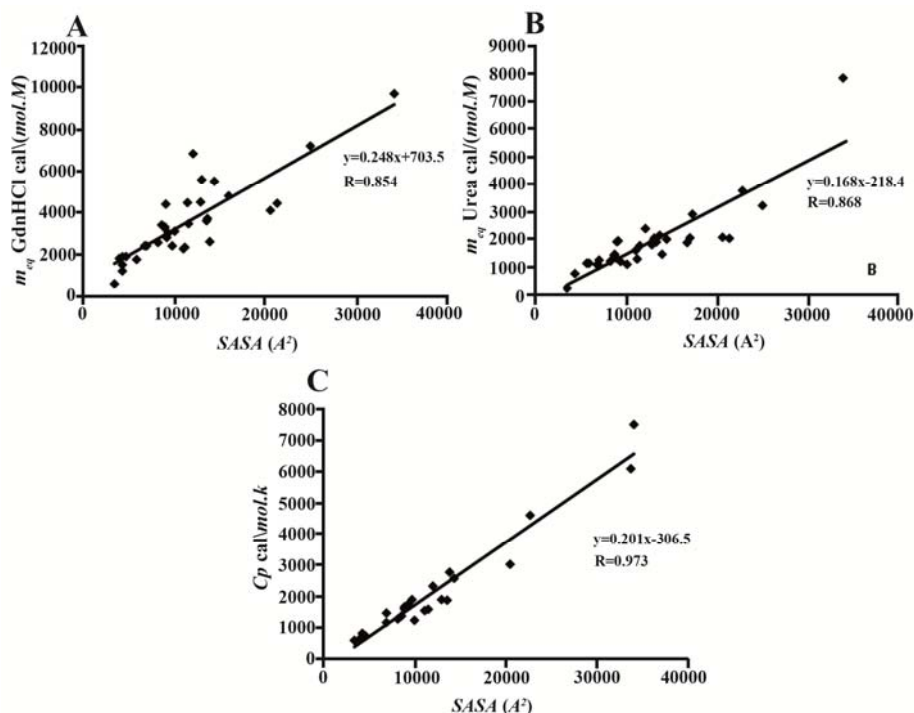 A
12000
10000
8000
6000
4000
2000
0
0
10000
20000
30000
40000
m_eq GdnHCl cal\(mol.M)
SASA (A²)
y=0.248x+703.5
R=0.854
B
9000
8000
7000
6000
5000
4000
3000
2000
1000
0
0
10000
20000
30000
40000
m_eq Urea cal/(mol.M)
SASA (A²)
y=0.168x-218.4
R=0.868
B
C
8000
7000
6000
5000
4000
3000
2000
1000
0
0
10000
20000
30000
40000
Cp cal\mol.k
SASA (A²)
y=0.201x-306.5
R=0.973